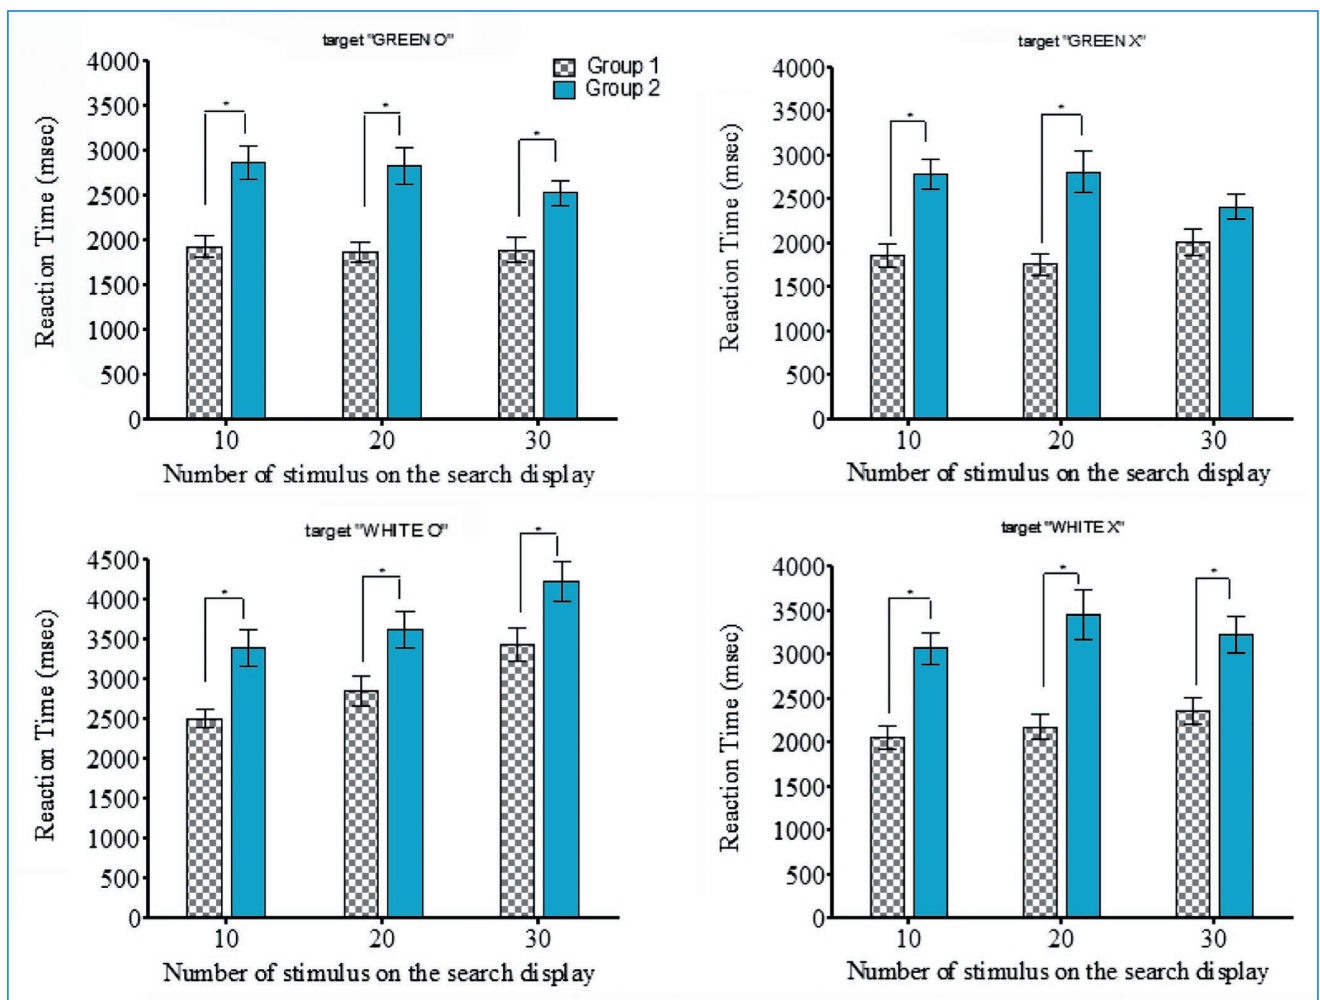 target "GREEN O"
Group 1
Group 2
Reaction Time (msec)
4000
3500
3000
2500
2000
1500
1000
500
0
* * *
10 20 30
Number of stimulus on the search display
target "GREEN X"
Reaction Time (msec)
4000
3500
3000
2500
2000
1500
1000
500
0
* *
10 20 30
Number of stimulus on the search display
target "WHITE O"
Reaction Time (msec)
4500
4000
3500
3000
2500
2000
1500
1000
500
0
* * *
10 20 30
Number of stimulus on the search display
target "WHITE X"
Reaction Time (msec)
4000
3500
3000
2500
2000
1500
1000
500
0
* * *
10 20 30
Number of stimulus on the search display